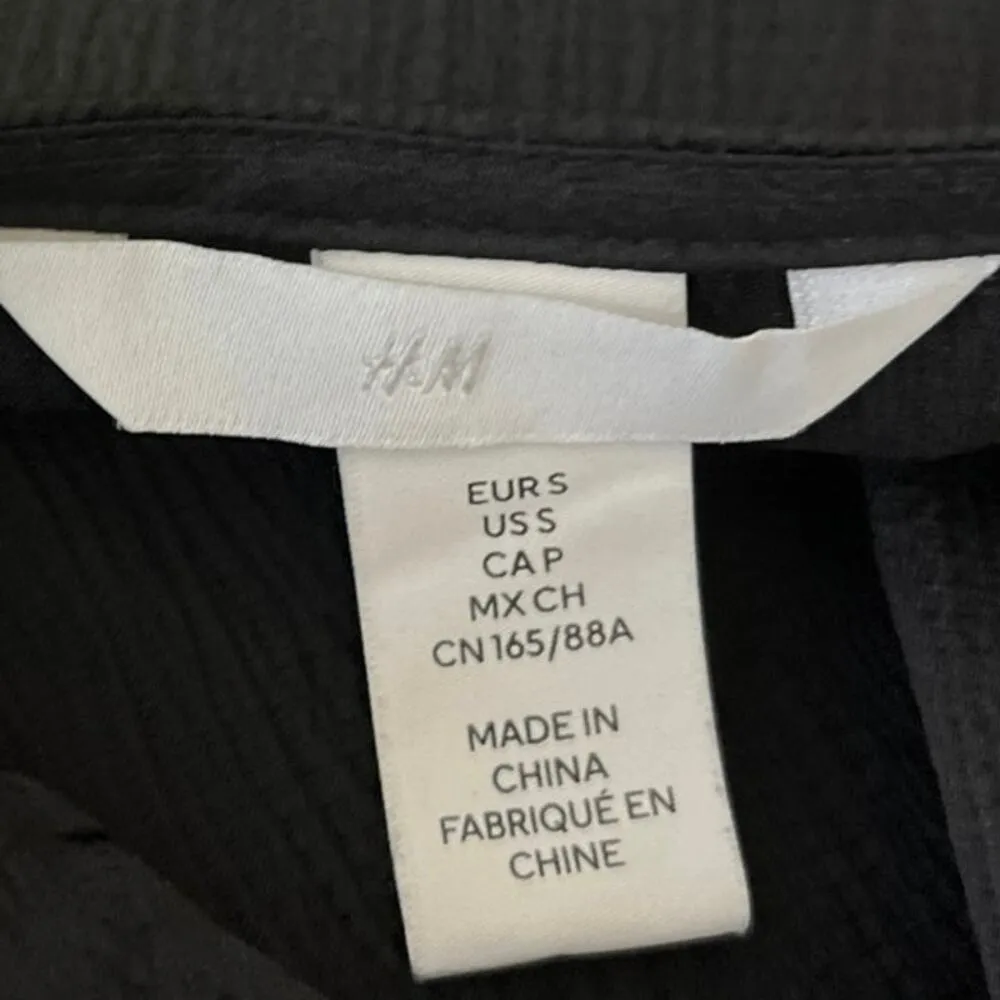 H&M
EUR S
US S
CA P
MX CH
CN 165/88A
MADE IN
CHINA
FABRIQUÉ EN
CHINE